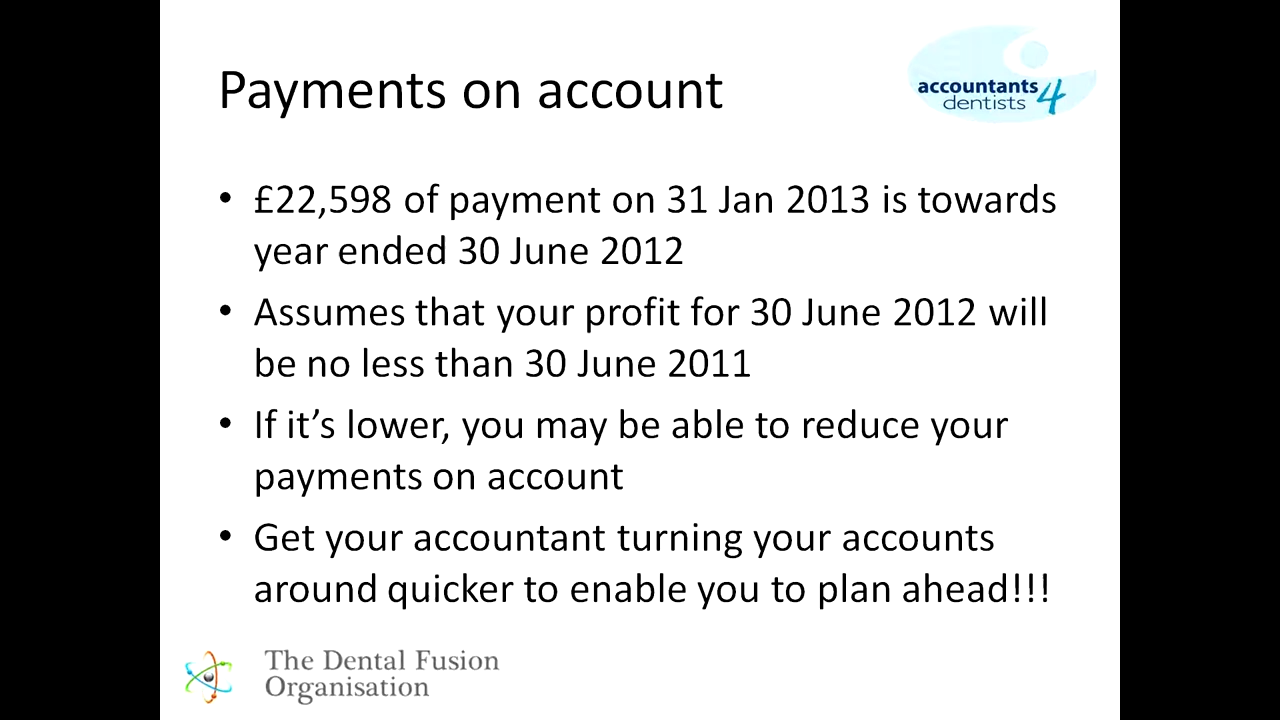 Payments on account
accountants
dentists 4
• £22,598 of payment on 31 Jan 2013 is towards
year ended 30 June 2012
• Assumes that your profit for 30 June 2012 will
be no less than 30 June 2011
• If it’s lower, you may be able to reduce your
payments on account
• Get your accountant turning your accounts
around quicker to enable you to plan ahead!!!
The Dental Fusion
Organisation